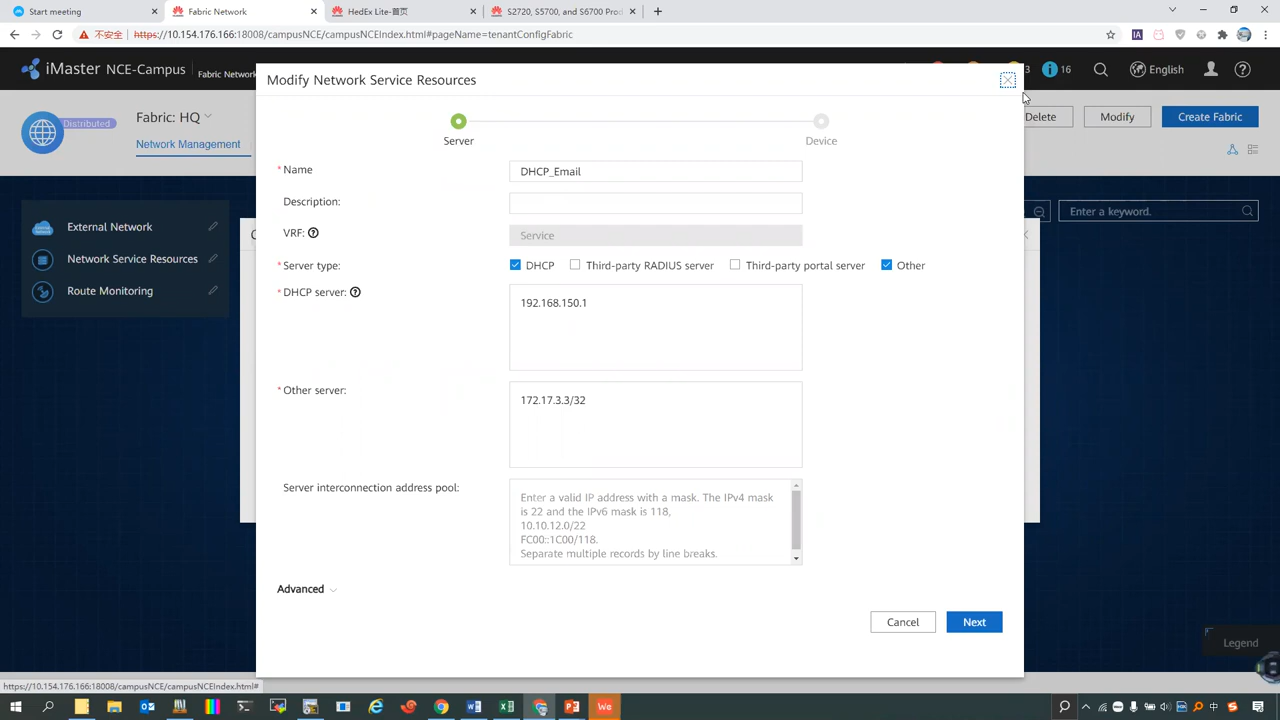 Start meeting
Fabric Network
HedEx Lite-首页
S2720, S5700, and S6700 Prod
不安全
https://10.154.176.166:18008/campusNCE/campusNCEIndex.html#pageName=tenantConfigFabric
iMaster NCE-Campus
Fabric Network
3
16
English
Distributed
Fabric: HQ
Network Management
Delete
Modify
Create Fabric
External Network
Network Service Resources
Route Monitoring
Enter a keyword.
Modify Network Service Resources
Server
Device
* Name
DHCP_Email
Description:
VRF:
Service
* Server type:
DHCP
Third-party RADIUS server
Third-party portal server
Other
* DHCP server:
192.168.150.1
* Other server:
172.17.3.3/32
Server interconnection address pool:
Enter a valid IP address with a mask. The IPv4 mask
is 22 and the IPv6 mask is 118,
10.10.12.0/22
FC00::1C00/118.
Separate multiple records by line breaks.
Advanced
Cancel
Next
Legend
https://10.154.176.166:18008/campusNCE/campusNCEIndex.html#